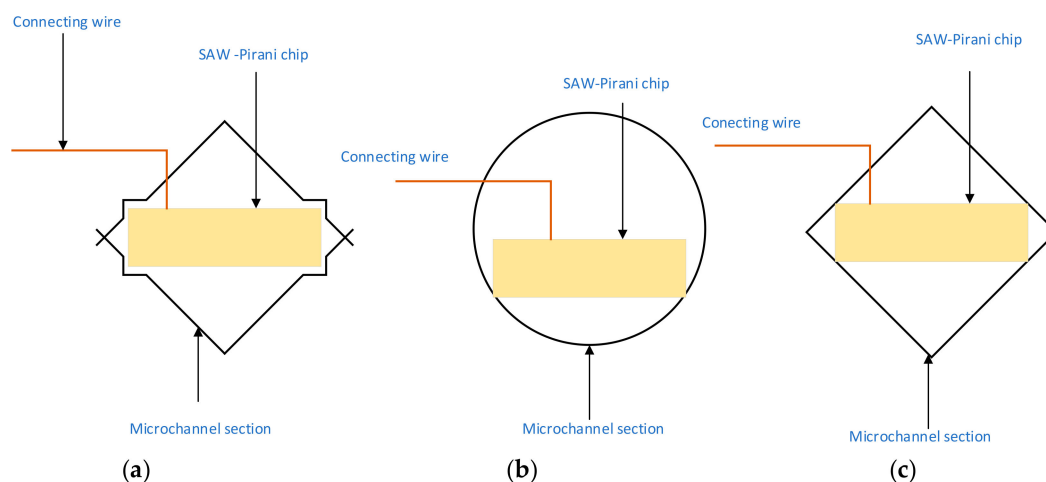 Connecting wire
SAW -Pirani chip
Microchannel section
(a)
SAW-Pirani chip
Connecting wire
Microchannel section
(b)
SAW-Pirani chip
Conecting wire
Microchannel section
(c)